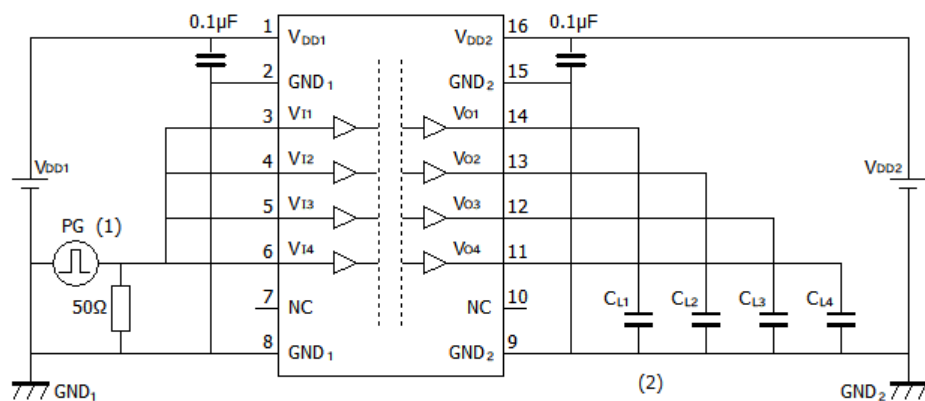 0.1μF 1 VDD1 VDD2 16 0.1μF
2 GND1 GND2 15
3 VI1 VO1 14
4 VI2 VO2 13
VDD1 VDD2
5 VI3 VO3 12
PG (1)
6 VI4 VO4 11
50Ω 7 NC NC 10 CL1 CL2 CL3 CL4
8 GND1 GND2 9
GND1 (2) GND2